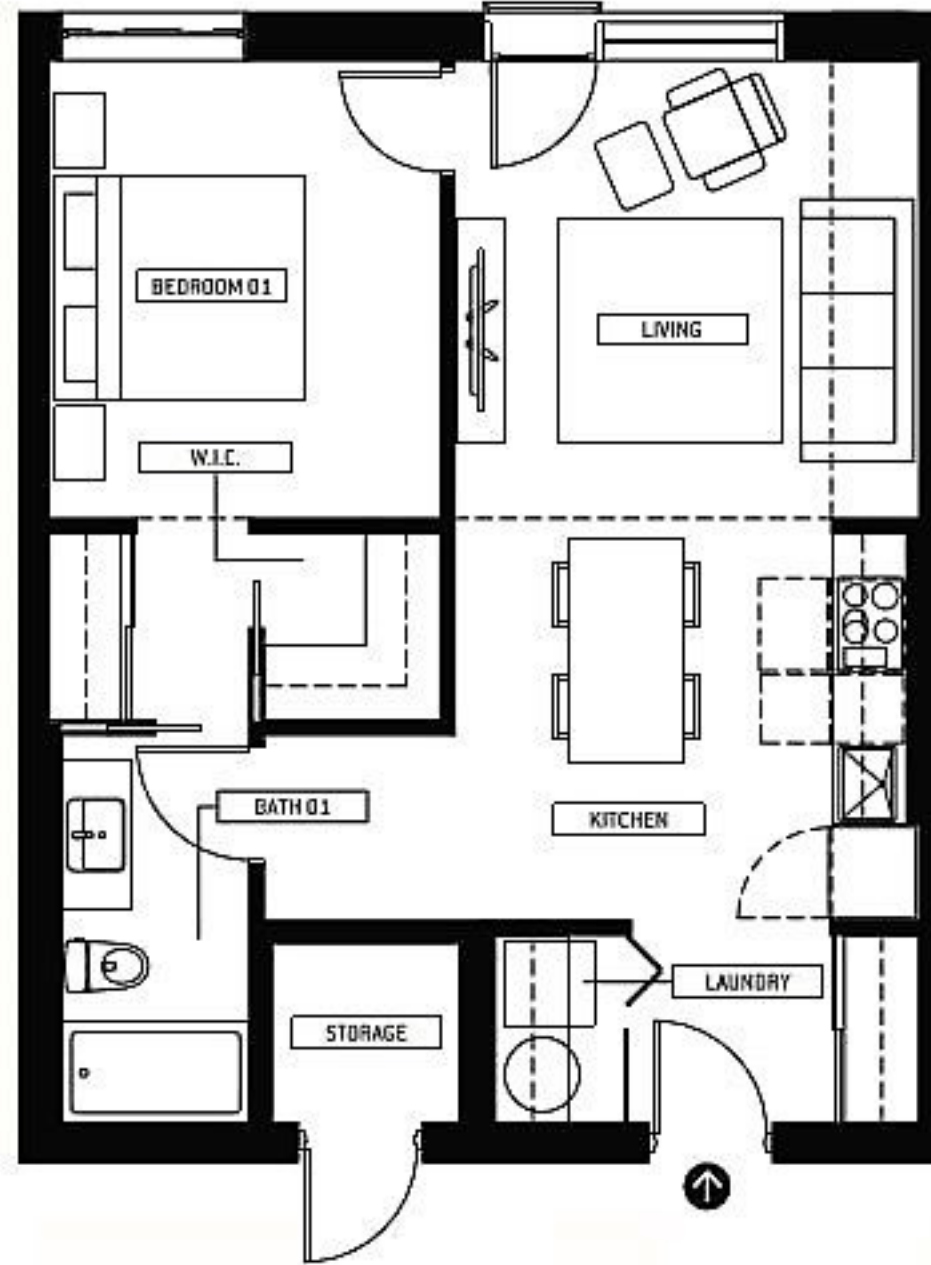 BEDROOM 01
LIVING
W.I.C.
BATH 01
KITCHEN
LAUNDRY
STORAGE